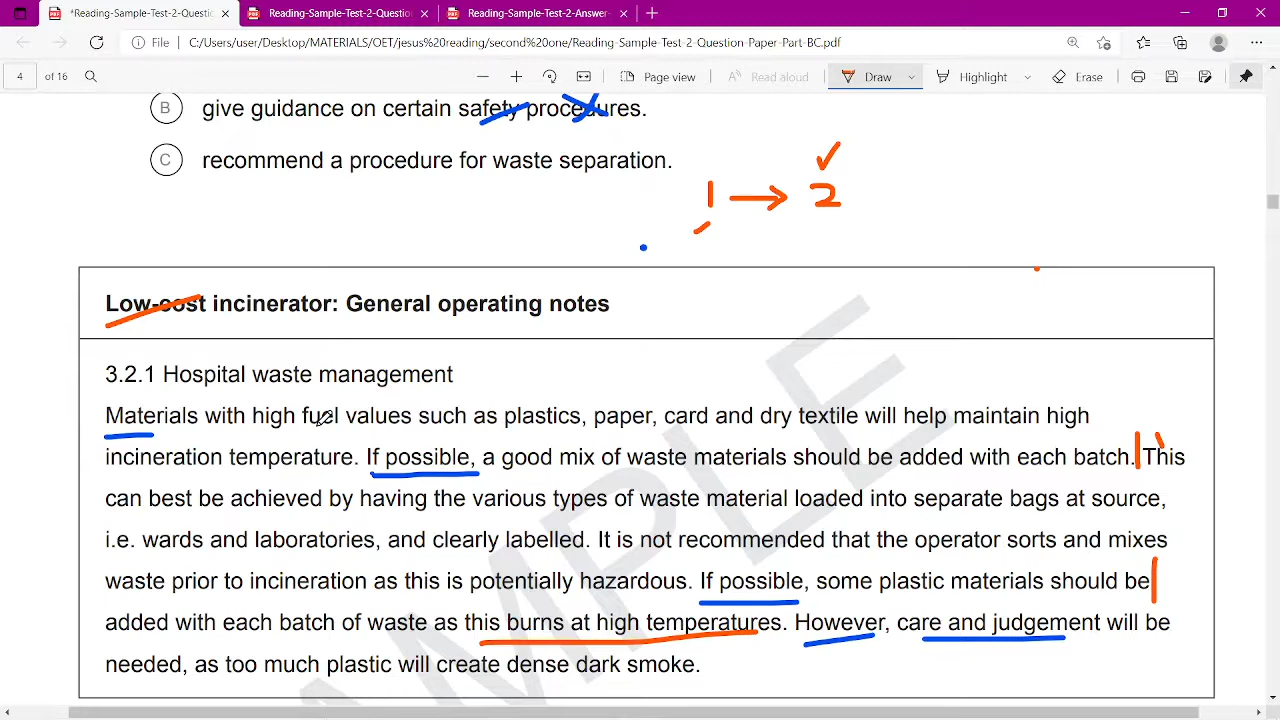 *Reading-Sample-Test-2-Questi
Reading-Sample-Test-2-Questio
Reading-Sample-Test-2-Answer-
File C:/Users/user/Desktop/MATERIALS/OET/jesus%20reading/second%20one/Reading-Sample-Test-2-Question-Paper-Part-BC.pdf
4 of 16 Page view Read aloud Draw Highlight Erase
B give guidance on certain safety procedures.
C recommend a procedure for waste separation.
1 → 2
Low-cost incinerator: General operating notes
3.2.1 Hospital waste management
Materials with high fuel values such as plastics, paper, card and dry textile will help maintain high
incineration temperature. If possible, a good mix of waste materials should be added with each batch. This
can best be achieved by having the various types of waste material loaded into separate bags at source,
i.e. wards and laboratories, and clearly labelled. It is not recommended that the operator sorts and mixes
waste prior to incineration as this is potentially hazardous. If possible, some plastic materials should be
added with each batch of waste as this burns at high temperatures. However, care and judgement will be
needed, as too much plastic will create dense dark smoke.
SAMPLE